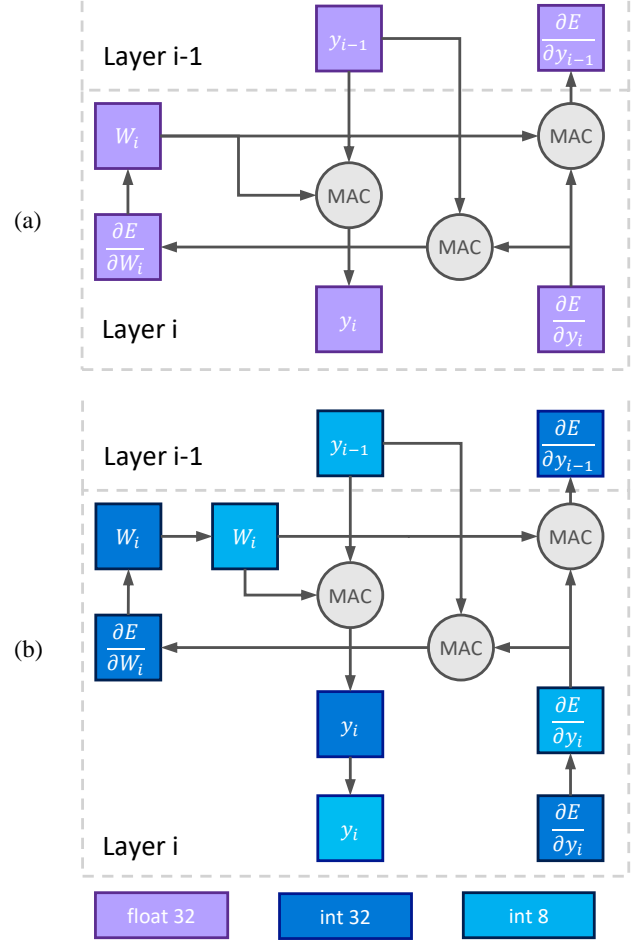 Layer i-1
y_{i-1}
∂E/∂y_{i-1}
W_i
MAC
MAC
(a)
∂E/∂W_i
MAC
Layer i
y_i
∂E/∂y_i
Layer i-1
y_{i-1}
∂E/∂y_{i-1}
W_i
W_i
MAC
MAC
(b)
∂E/∂W_i
MAC
y_i
∂E/∂y_i
Layer i
y_i
∂E/∂y_i
float 32
int 32
int 8